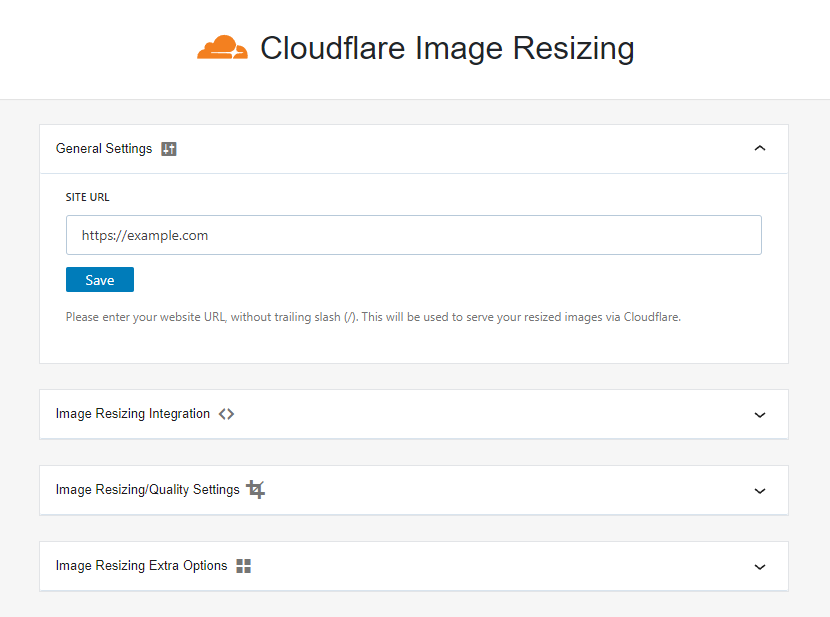 Cloudflare Image Resizing
General Settings
SITE URL
https://example.com
Save
Please enter your website URL, without trailing slash (/). This will be used to serve your resized images via Cloudflare.
Image Resizing Integration
Image Resizing/Quality Settings
Image Resizing Extra Options